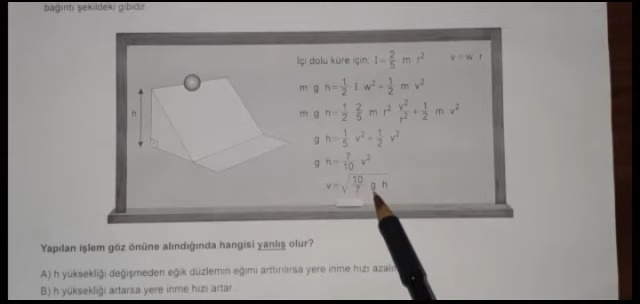 bağıntı şekildeki gibidir.
İçi dolu küre için: I=2/5 m r² v=w r
h
m g h=1/2 I w²+1/2 m v²
m g h=1/2 2/5 m r² v²/r²+1/2 m v²
g h=1/5 v²+1/2 v²
g h=7/10 v²
v=√10/7 g h
Yapılan işlem göz önüne alındığında hangisi yanlış olur?
A) h yüksekliği değişmeden eğik düzlemin eğimi arttırılırsa yere inme hızı
B) h yüksekliği artarsa yere inme hızı artar.